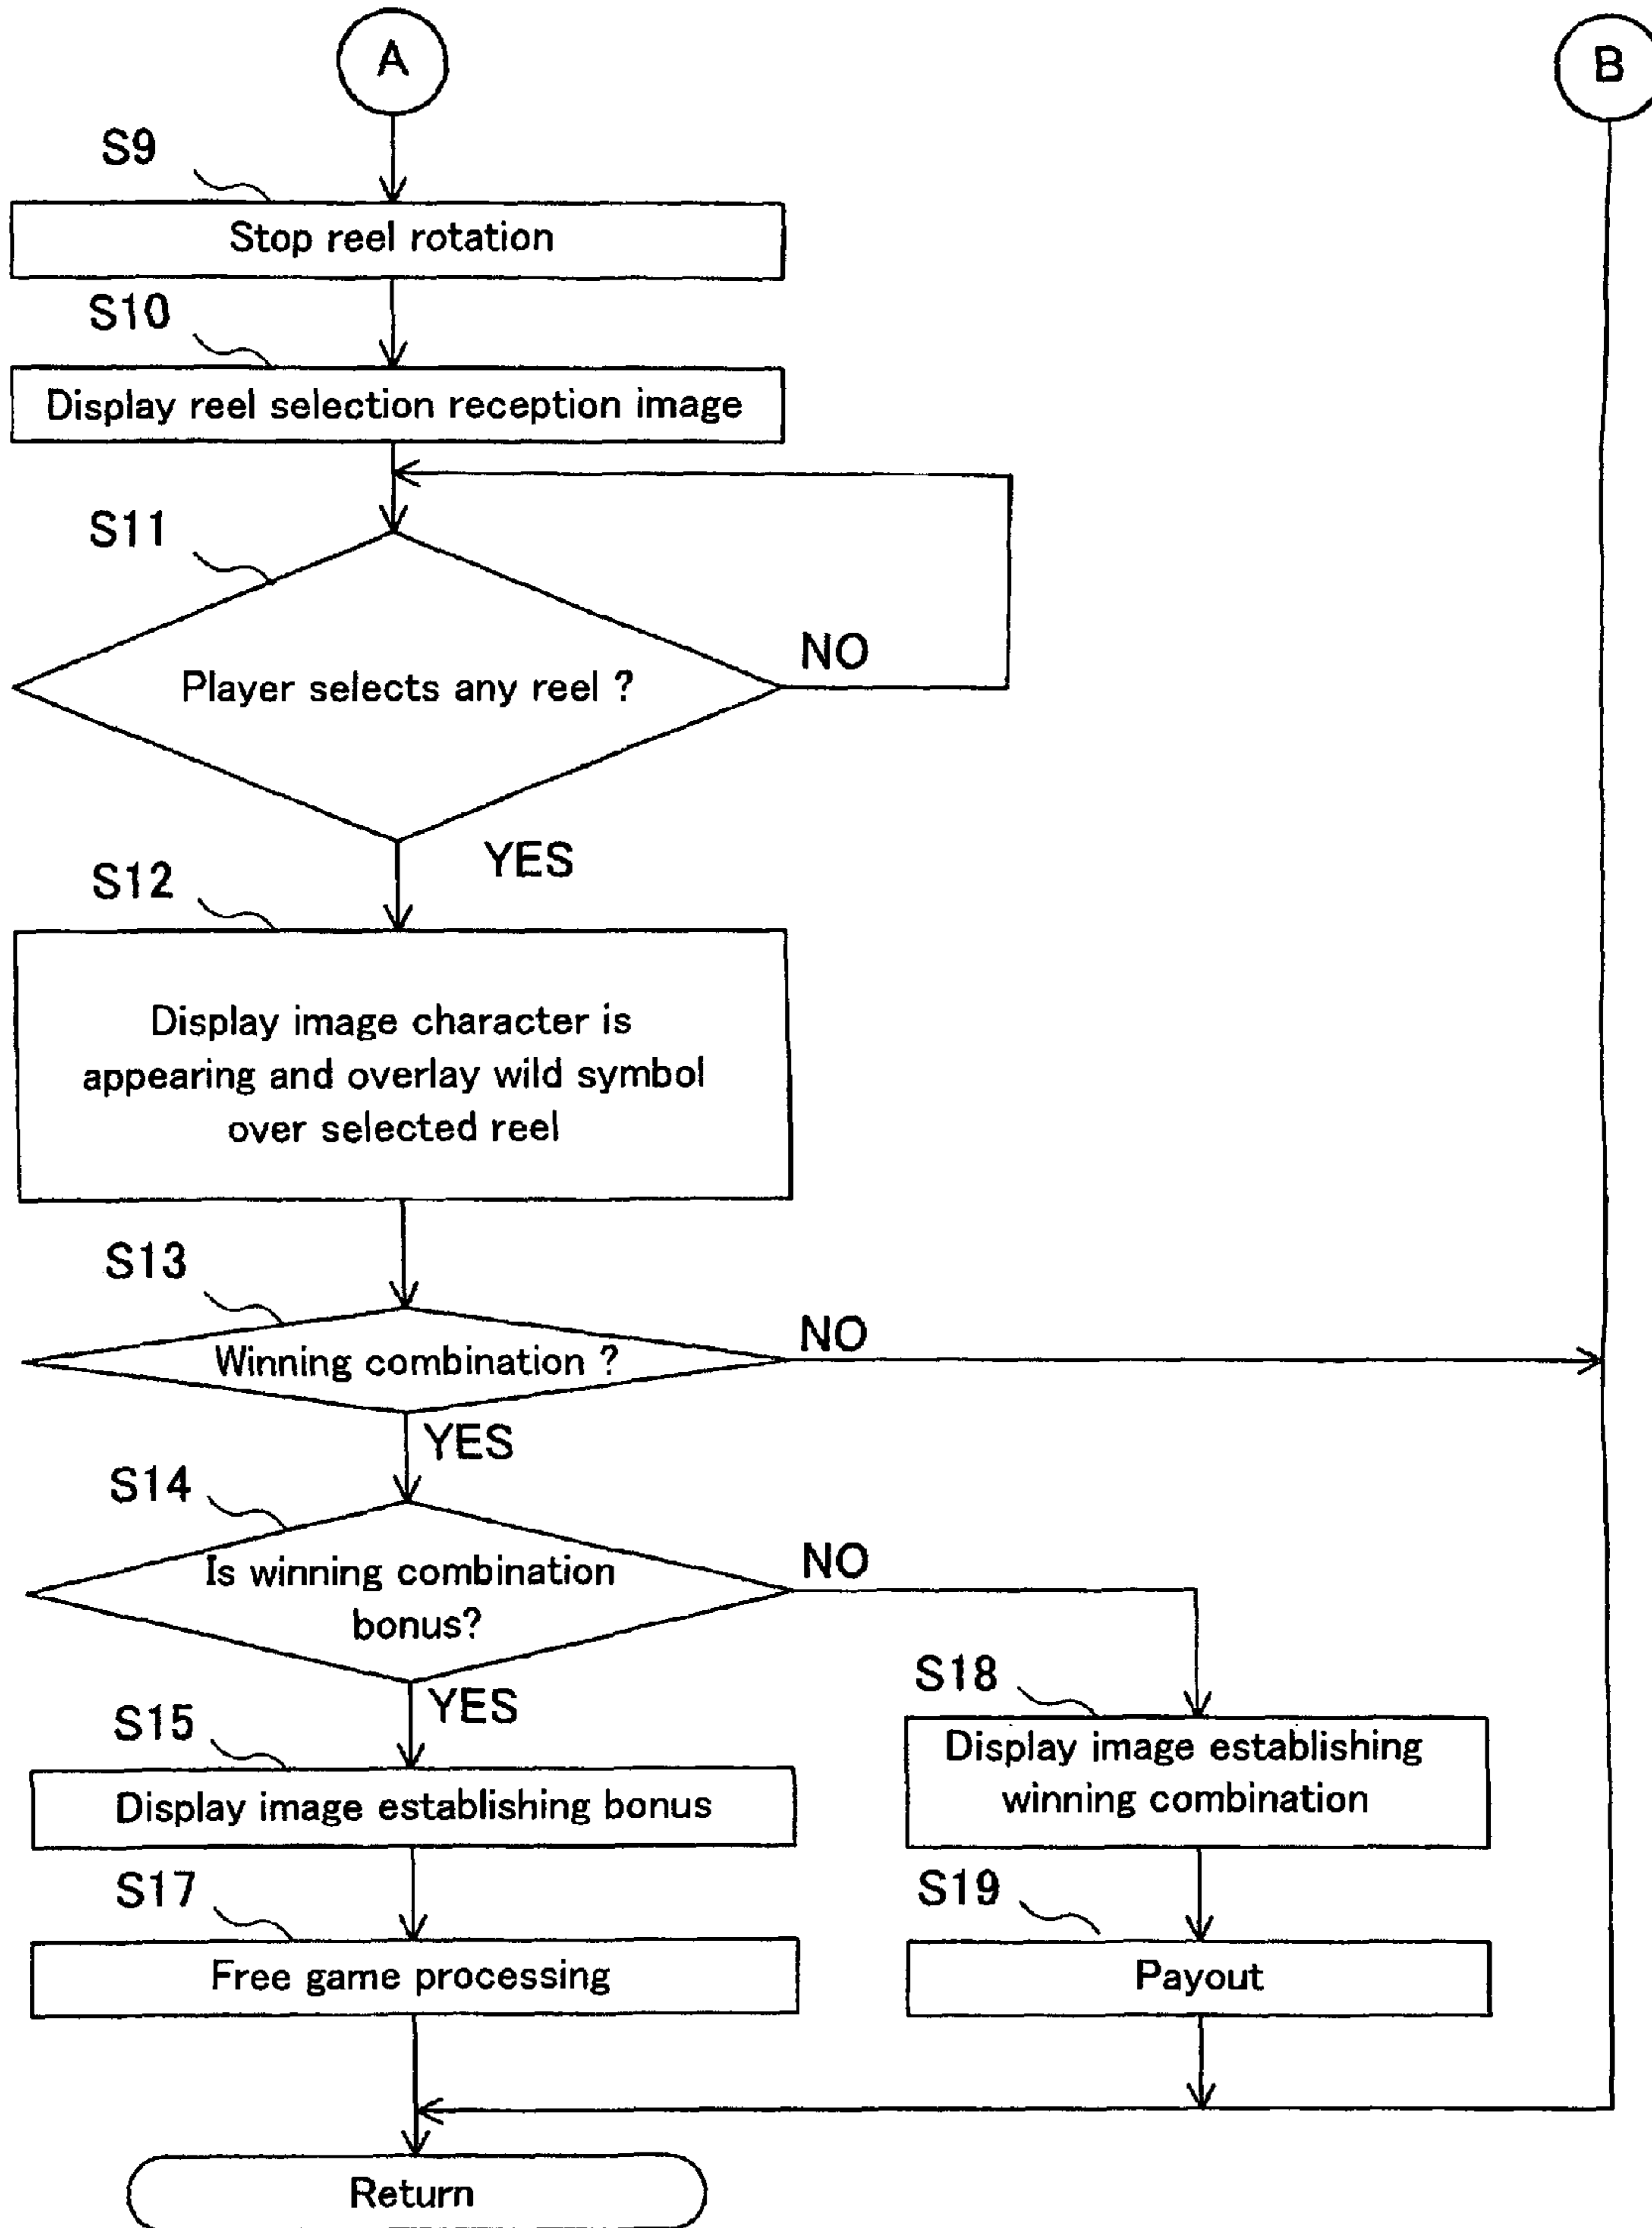 A
B
S9
Stop reel rotation
S10
Display reel selection reception image
S11
Player selects any reel ?
NO
YES
S12
Display image character is
appearing and overlay wild symbol
over selected reel
S13
Winning combination ?
NO
YES
S14
Is winning combination
bonus?
NO
YES
S15
Display image establishing bonus
S18
Display image establishing
winning combination
S17
Free game processing
S19
Payout
Return